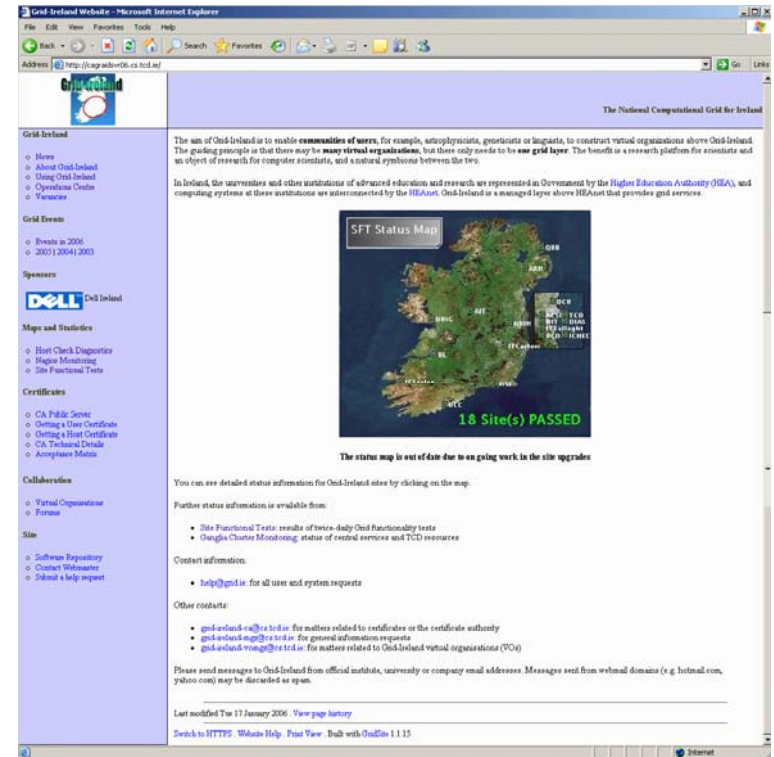 Grid-Ireland Website - Microsoft Internet Explorer
File Edit View Favorites Tools Help
Back Search Favorites
Address http://cagraidsvr06.cs.tcd.ie/ Go Links
Grid-Ireland
The National Computational Grid for Ireland
Grid-Ireland
News
About Grid-Ireland
Using Grid-Ireland
Operations Centre
Vacancies
Grid Events
Events in 2006
2005 | 2004 | 2003
Sponsors
DELL Dell Ireland
Maps and Statistics
Host Check Diagnostics
Nagios Monitoring
Site Functional Tests
Certificates
CA Public Server
Getting a User Certificate
Getting a Host Certificate
CA Technical Details
Acceptance Matrix
Collaboration
Virtual Organisations
Forums
Site
Software Repository
Contact Webmaster
Submit a help request
The aim of Grid-Ireland is to enable communities of users, for example, astrophysicists, geneticists or linguists, to construct virtual organizations above Grid-Ireland.
The guiding principle is that there may be many virtual organizations, but there only needs to be one grid layer. The benefit is a research platform for scientists and
an object of research for computer scientists, and a natural symbiosis between the two.
In Ireland, the universities and other institutions of advanced education and research are represented in Government by the Higher Education Authority (HEA), and
computing systems at these institutions are interconnected by the HEAnet. Grid-Ireland is a managed layer above HEAnet that provides grid services.
SFT Status Map
QUB
ARM
DCU
RCSI TCD
DIT DIAS
ITTallaght
UCD ICHEC
AIT
NUIG
NUIM
ITCarlow
UL
WIT
UCC
18 Site(s) PASSED
The status map is out of date due to on going work in the site upgrades
You can see detailed status information for Grid-Ireland sites by clicking on the map.
Further status information is available from:
Site Functional Tests: results of twice-daily Grid functionality tests
Ganglia Cluster Monitoring: status of central services and TCD resources
Contact information:
help@grid.ie: for all user and system requests
Other contacts:
grid-ireland-ca@cs.tcd.ie: for matters related to certificates or the certificate authority
grid-ireland-mgr@cs.tcd.ie: for general information requests
grid-ireland-vomgr@cs.tcd.ie: for matters related to Grid-Ireland virtual organisations (VOs)
Please send messages to Grid-Ireland from official institute, university or company email addresses. Messages sent from webmail domains (e.g. hotmail.com,
yahoo.com) may be discarded as spam.
Last modified Tue 17 January 2006 . View page history
Switch to HTTPS . Website Help . Print View . Built with GridSite 1.1.15
Internet